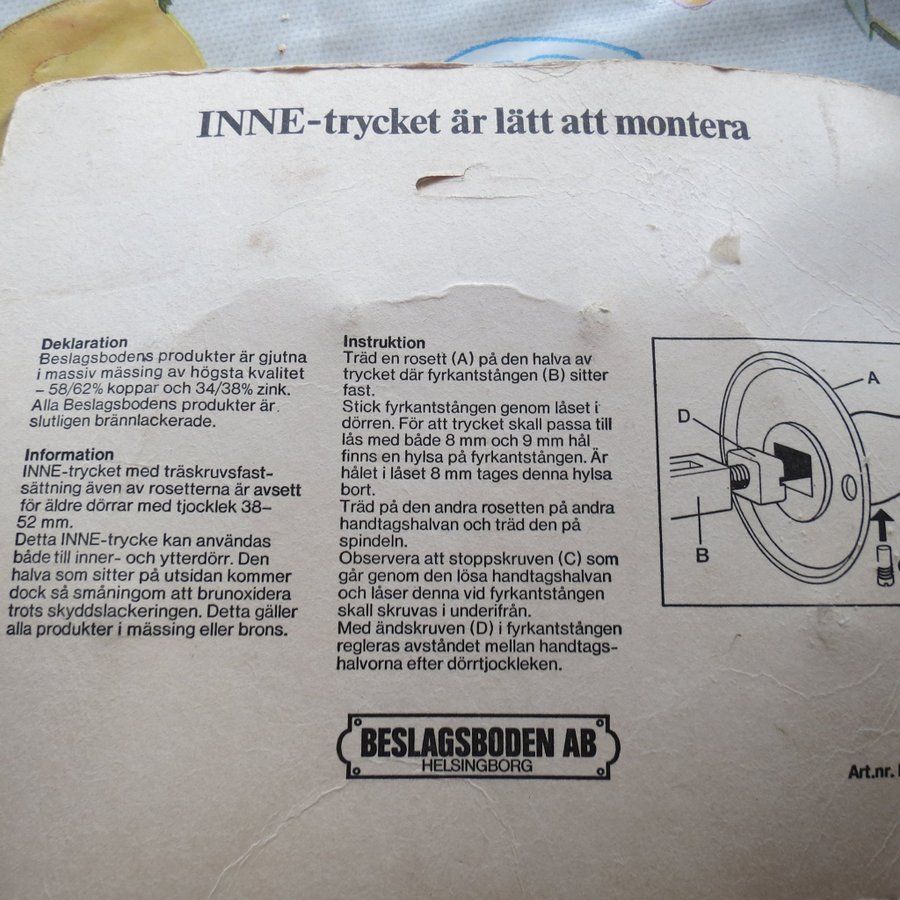 INNE-trycket är lätt att montera
Deklaration
Beslagsbodens produkter är gjutna
i massiv mässing av högsta kvalitet
– 58/62% koppar och 34/38% zink.
Alla Beslagsbodens produkter är
slutligen brännlackerade.
Information
INNE-trycket med träskruvsfast-
sättning även av rosetterna är avsett
för äldre dörrar med tjocklek 38–
52 mm.
Detta INNE-trycke kan användas
både till inner- och ytterdörr. Den
halva som sitter på utsidan kommer
dock så småningom att brunoxidera
trots skyddslackeringen. Detta gäller
alla produkter i mässing eller brons.
Instruktion
Träd en rosett (A) på den halva av
trycket där fyrkantstången (B) sitter
fast.
Stick fyrkantstången genom låset i
dörren. För att trycket skall passa till
lås med både 8 mm och 9 mm hål
finns en hylsa på fyrkantstången. Är
hålet i låset 8 mm tages denna hylsa
bort.
Träd på den andra rosetten på andra
handtagshalvan och träd den på
spindeln.
Observera att stoppskruven (C) som
går genom den lösa handtagshalvan
och låser denna vid fyrkantstången
skall skruvas i underifrån.
Med ändskruven (D) i fyrkantstången
regleras avståndet mellan handtags-
halvorna efter dörrtjockleken.
A
D
B
BESLAGSBODEN AB
HELSINGBORG
Art.nr.